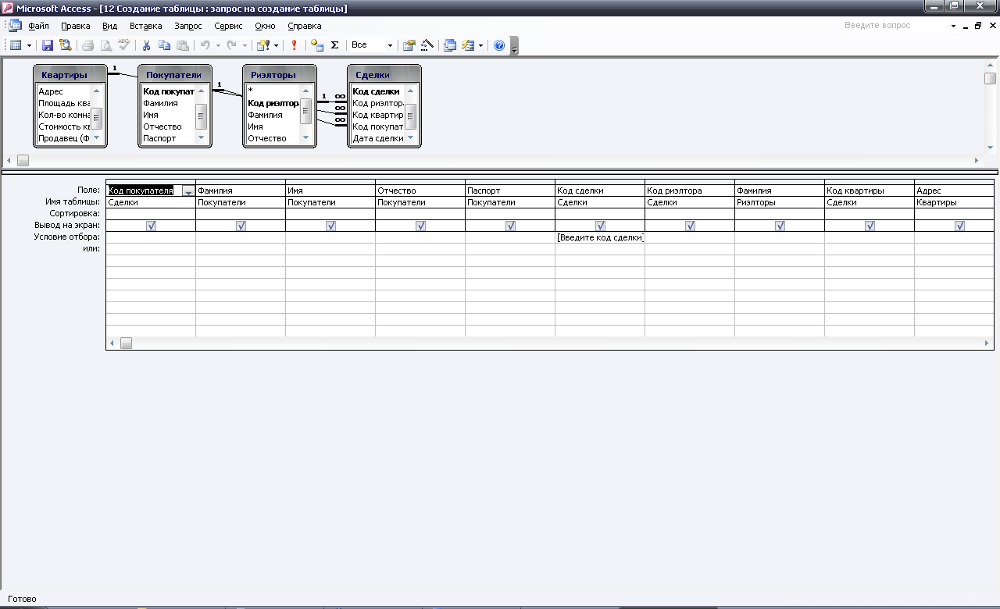 Microsoft Access - [12 Создание таблицы : запрос на создание таблицы]
Файл Правка Вид Вставка Запрос Сервис Окно Справка Введите вопрос
Все
Квартиры Покупатели Риэлторы Сделки
1 1 1 ∞ ∞ ∞
Адрес
Площадь ква
Кол-во комна
Стоимость кв
Продавец (Ф
Код покупат
Фамилия
Имя
Отчество
Паспорт
*
Код риэлтор
Фамилия
Имя
Отчество
Код сделки
Код риэлтор
Код квартир
Код покупат
Дата сделки
Поле: Код покупателя Фамилия Имя Отчество Паспорт Код сделки Код риэлтора Фамилия Код квартиры Адрес
Имя таблицы: Сделки Покупатели Покупатели Покупатели Покупатели Сделки Сделки Риэлторы Сделки Квартиры
Сортировка:
Вывод на экран:
Условие отбора: [Введите код сделки]
или:
Готово